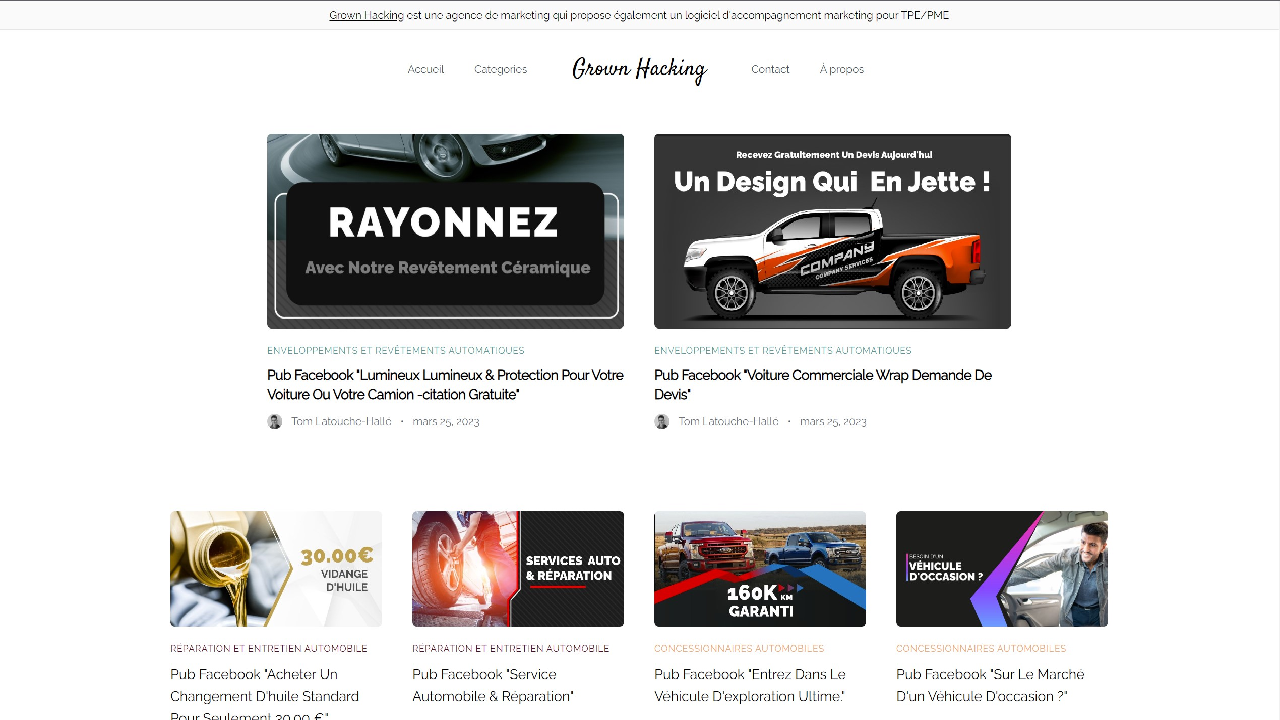 Grown Hacking est une agence de marketing qui propose également un logiciel d'accompagnement marketing pour TPE/PME
Accueil
Categories
Grown Hacking
Contact
À propos
RAYONNEZ
Avec Notre Revêtement Céramique
Recevez Gratuitemeent Un Devis Aujourd'hui
Un Design Qui En Jette !
COMPANY
COMPANY SERVICES
ENVELOPPEMENTS ET REVÊTEMENTS AUTOMATIQUES
Pub Facebook "Lumineux Lumineux & Protection Pour Votre
Voiture Ou Votre Camion -citation Gratuite"
Tom Latouche-Hallé • mars 25, 2023
ENVELOPPEMENTS ET REVÊTEMENTS AUTOMATIQUES
Pub Facebook "Voiture Commerciale Wrap Demande De
Devis"
Tom Latouche-Hallé • mars 25, 2023
30.00€
VIDANGE
D'HUILE
SERVICES AUTO
& RÉPARATION
160K KM
GARANTI
BESOIN D'UN
VÉHICULE
D'OCCASION ?
RÉPARATION ET ENTRETIEN AUTOMOBILE
Pub Facebook "Acheter Un
Changement D'huile Standard
Pour Seulement 30,00 €"
RÉPARATION ET ENTRETIEN AUTOMOBILE
Pub Facebook "Service
Automobile & Réparation"
CONCESSIONNAIRES AUTOMOBILES
Pub Facebook "Entrez Dans Le
Véhicule D'exploration Ultime."
CONCESSIONNAIRES AUTOMOBILES
Pub Facebook "Sur Le Marché
D'un Véhicule D'occasion ?"